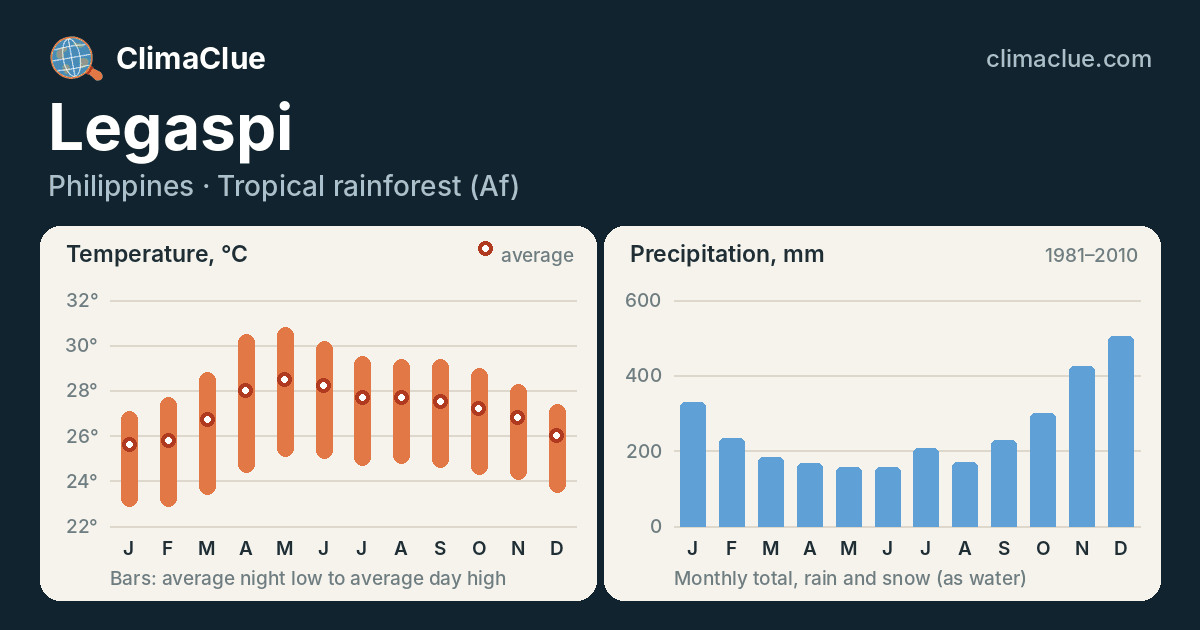 ClimaClue
climaclue.com
Legaspi
Philippines · Tropical rainforest (Af)
Temperature, °C
average
32°
30°
28°
26°
24°
22°
J F M A M J J A S O N D
Bars: average night low to average day high
Precipitation, mm
1981–2010
600
400
200
0
J F M A M J J A S O N D
Monthly total, rain and snow (as water)